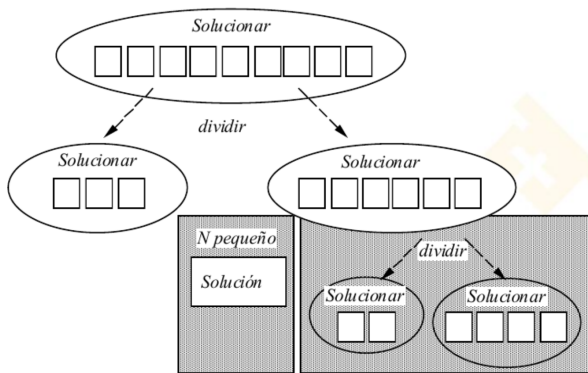 Solucionar
dividir
Solucionar
Solucionar
N pequeño
Solución
dividir
Solucionar
Solucionar